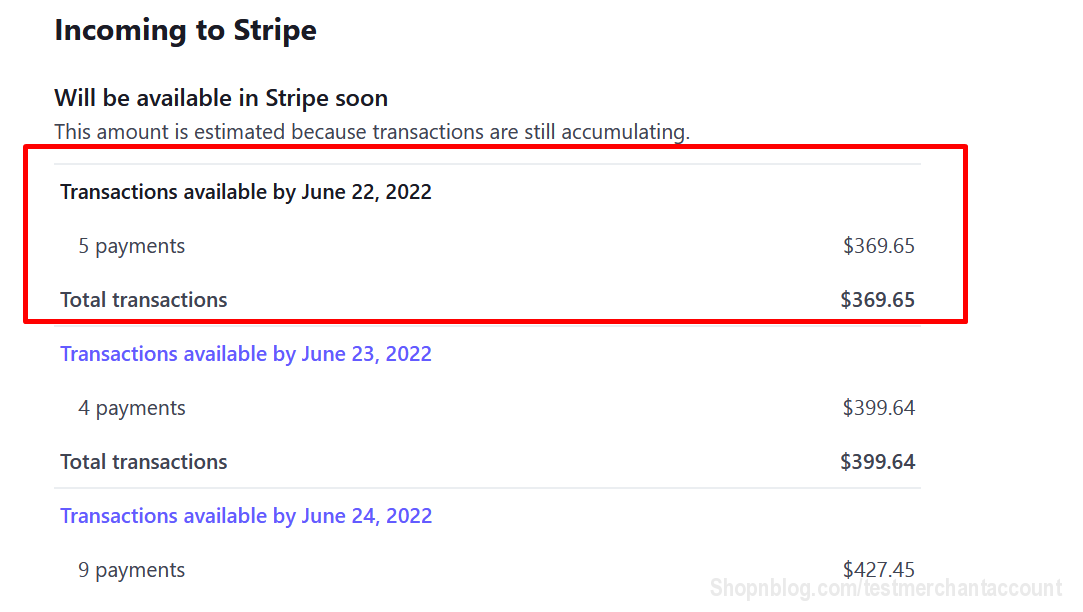 Incoming to Stripe
Will be available in Stripe soon
This amount is estimated because transactions are still accumulating.
Transactions available by June 22, 2022
5 payments $369.65
Total transactions $369.65
Transactions available by June 23, 2022
4 payments $399.64
Total transactions $399.64
Transactions available by June 24, 2022
9 payments $427.45
Shopnblog.com/testmerchantaccount